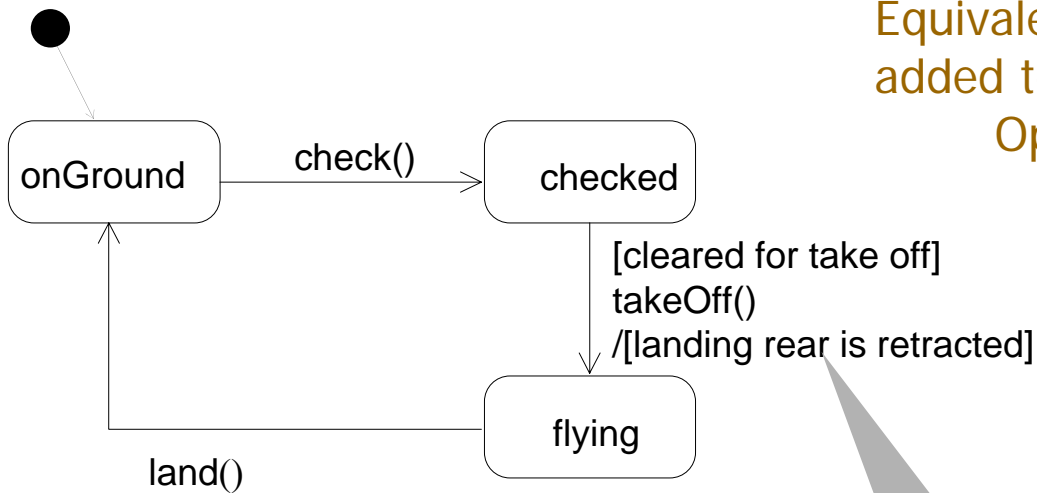 Equivale
added t
Op
onGround
check()
checked
[cleared for take off]
takeOff()
/[landing rear is retracted]
flying
land()